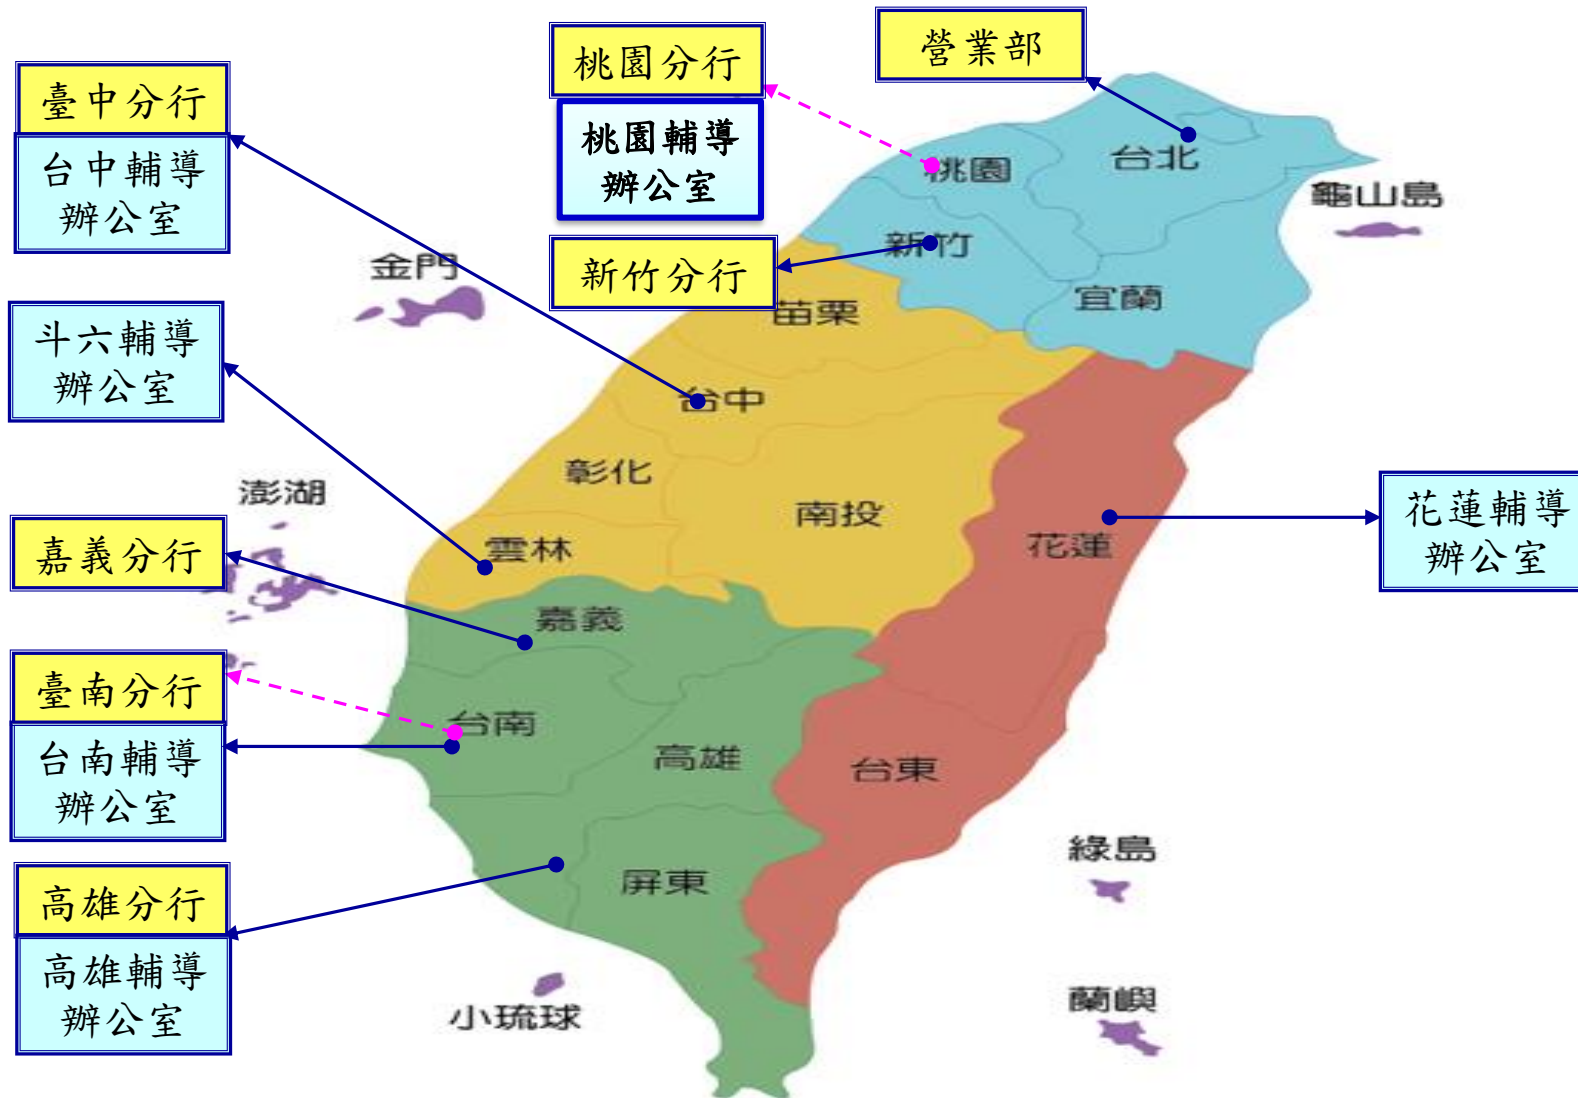 營業部
桃園分行
桃園輔導
辦公室
臺中分行
台中輔導
辦公室
台北
桃園
龜山島
新竹
新竹分行
金門
宜蘭
苗栗
斗六輔導
辦公室
台中
彰化
澎湖
南投
花蓮輔導
辦公室
雲林
花蓮
嘉義分行
嘉義
臺南分行
台南
台南輔導
辦公室
高雄
台東
綠島
屏東
高雄分行
高雄輔導
辦公室
小琉球
蘭嶼